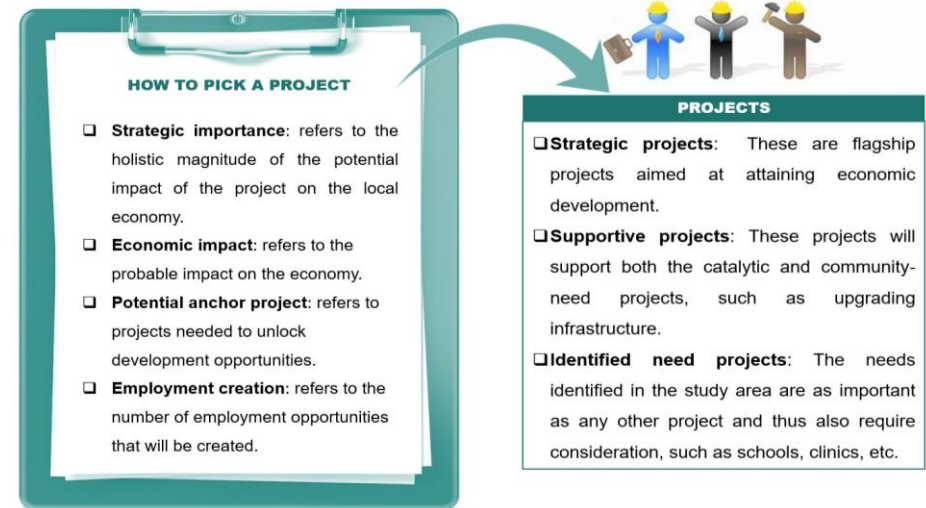 HOW TO PICK A PROJECT
❑ Strategic importance: refers to the
holistic magnitude of the potential
impact of the project on the local
economy.
❑ Economic impact: refers to the
probable impact on the economy.
❑ Potential anchor project: refers to
projects needed to unlock
development opportunities.
❑ Employment creation: refers to the
number of employment opportunities
that will be created.
PROJECTS
❑Strategic projects: These are flagship
projects aimed at attaining economic
development.
❑Supportive projects: These projects will
support both the catalytic and community-
need projects, such as upgrading
infrastructure.
❑Identified need projects: The needs
identified in the study area are as important
as any other project and thus also require
consideration, such as schools, clinics, etc.